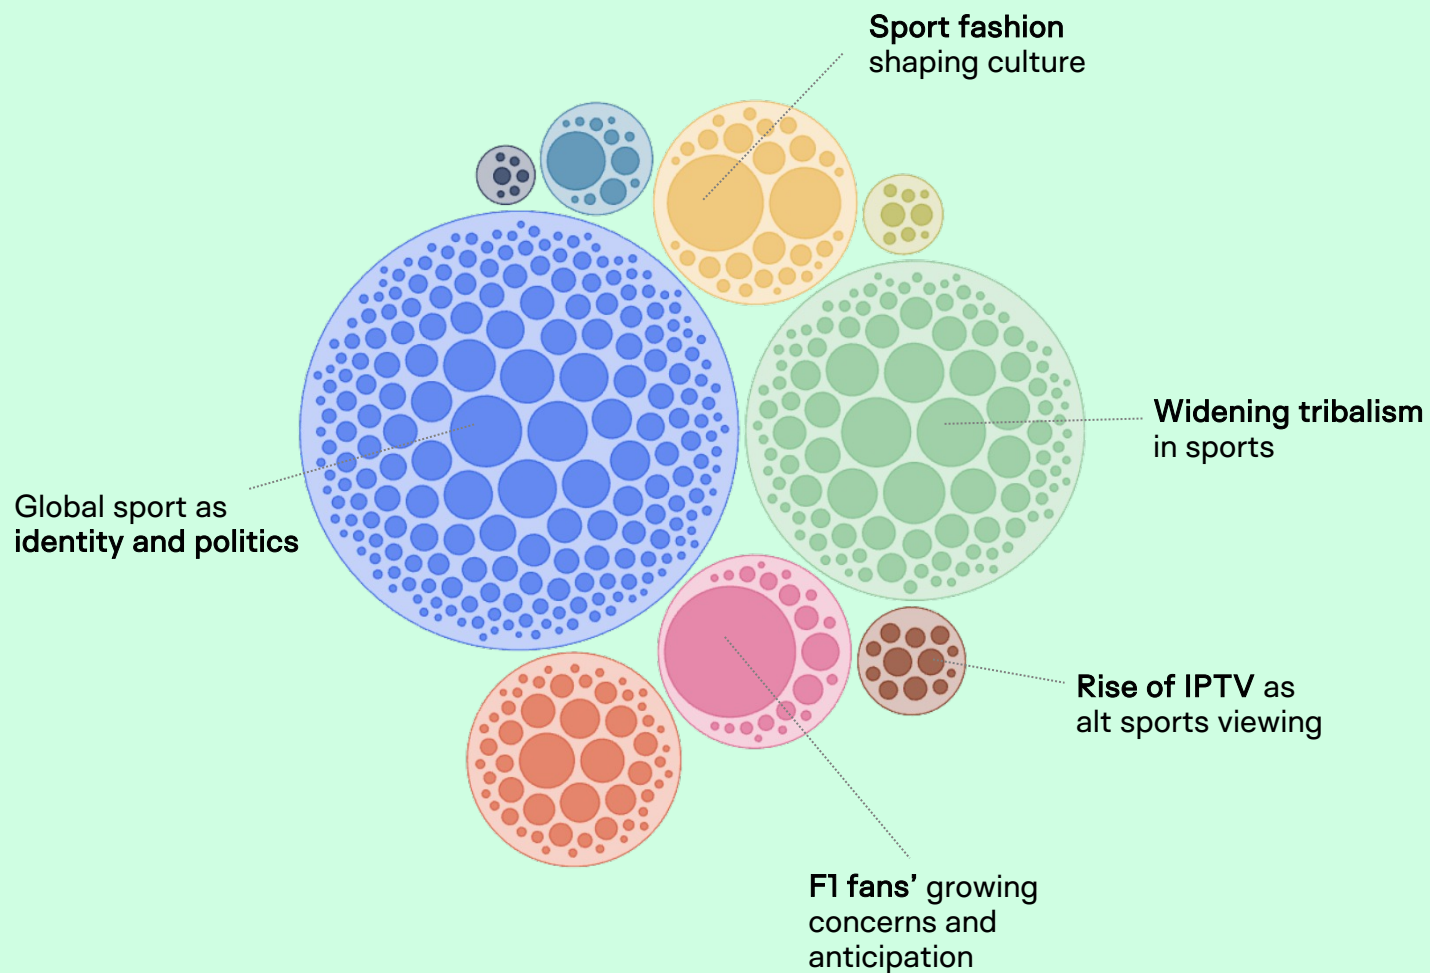 Sport fashion
shaping culture
Widening tribalism
in sports
Global sport as
identity and politics
Rise of IPTV as
alt sports viewing
F1 fans’ growing
concerns and
anticipation